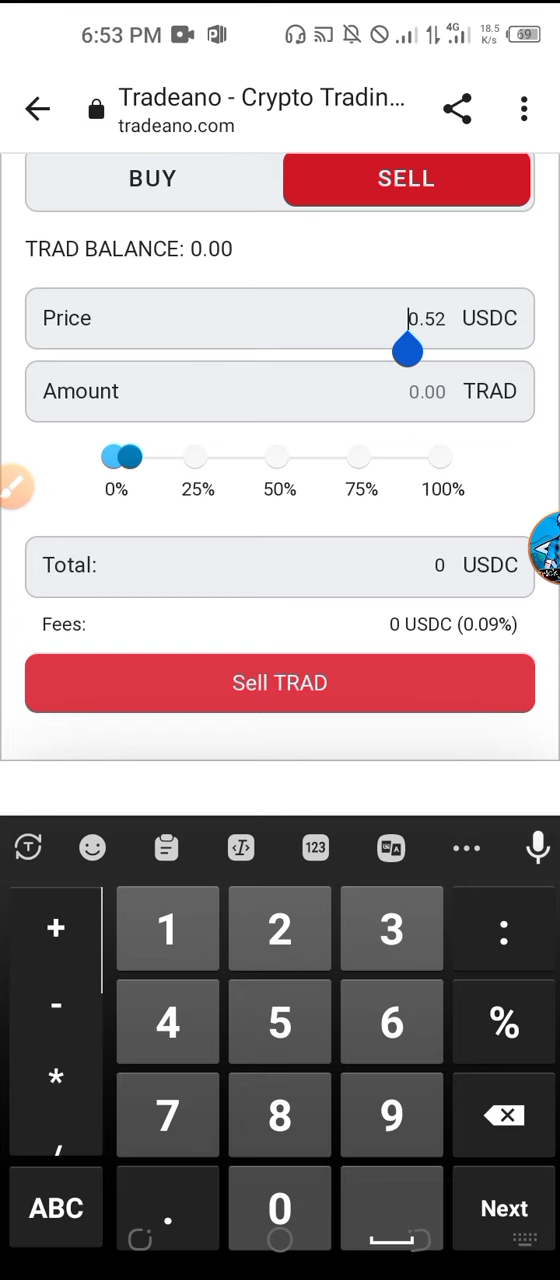 6:53 PM 4G 18.5 K/s 69
Tradeano - Crypto Tradin...
tradeano.com
BUY SELL
TRAD BALANCE: 0.00
Price 0.52 USDC
Amount 0.00 TRAD
0% 25% 50% 75% 100%
Total: 0 USDC
Fees: 0 USDC (0.09%)
Sell TRAD
T 123 A
+ 1 2 3 :
- 4 5 6 %
* 7 8 9
/
ABC . 0 Next